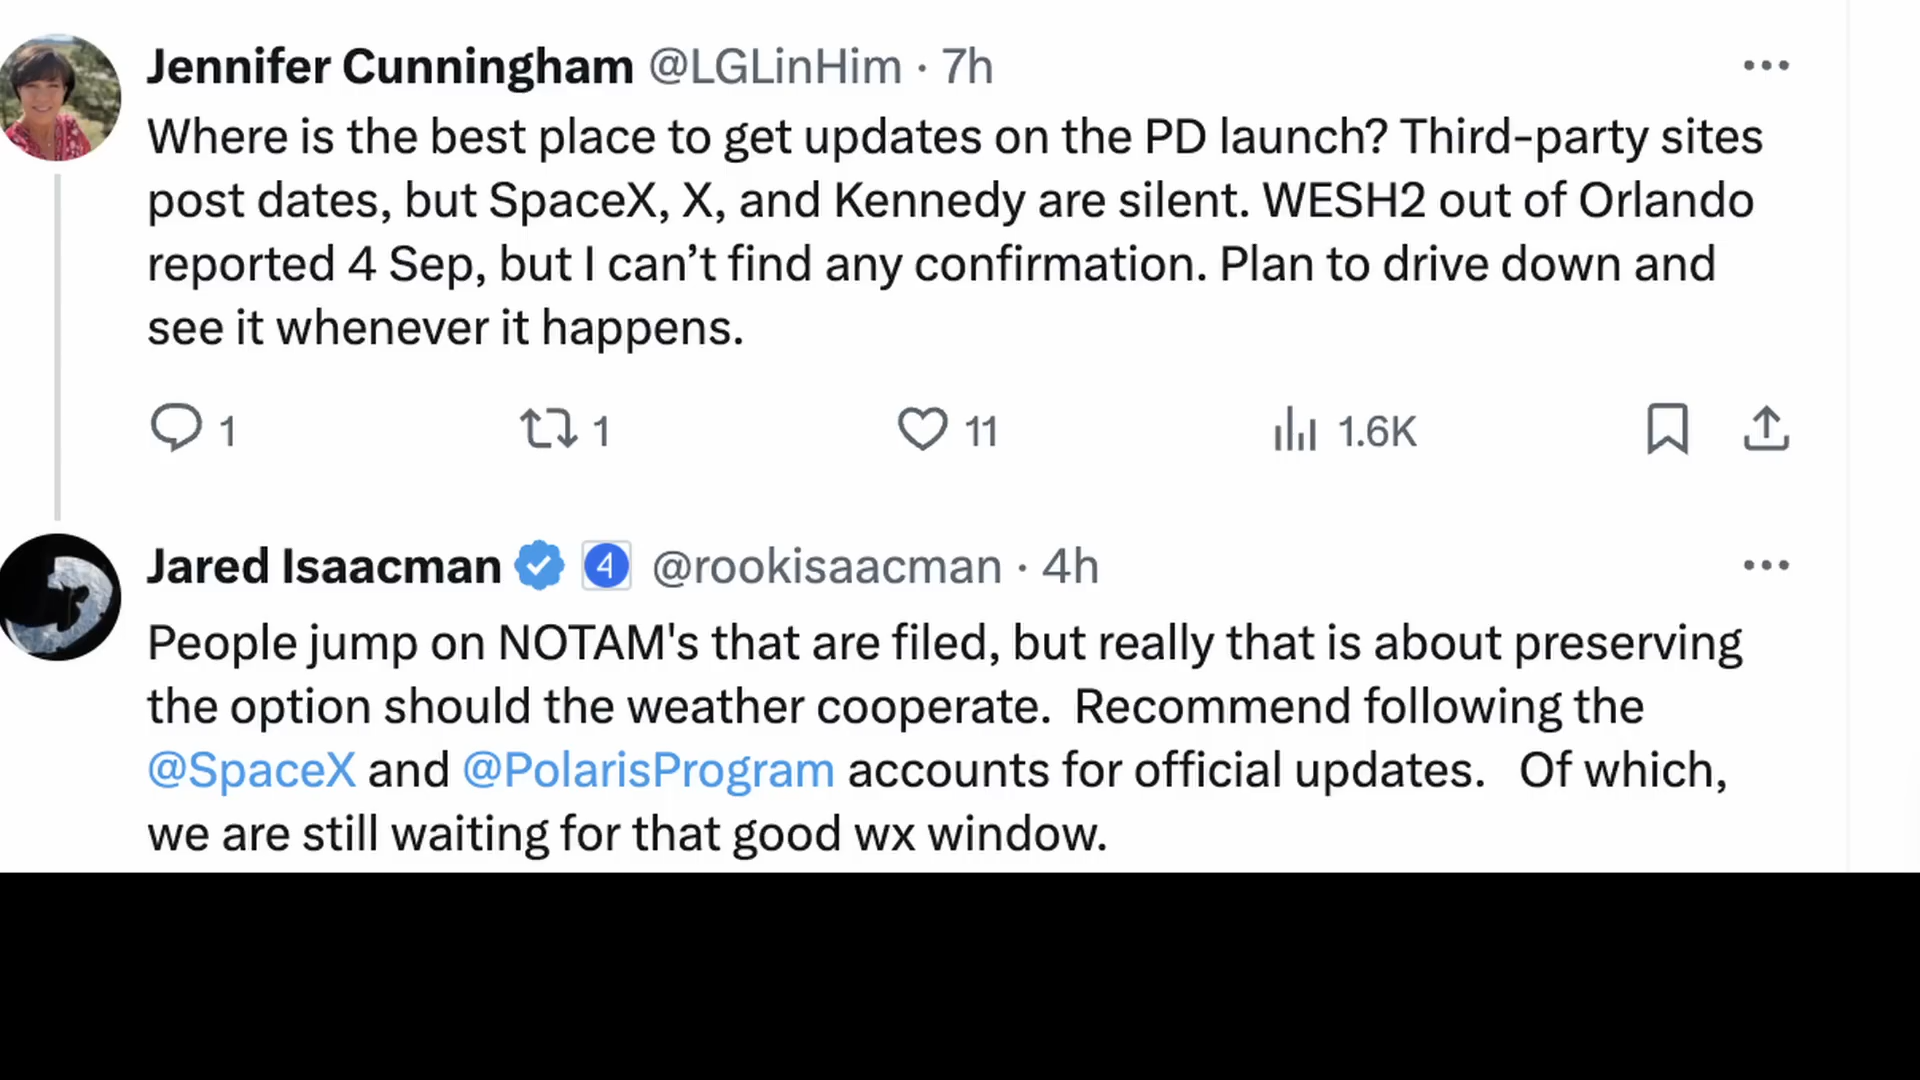 Jennifer Cunningham @LGLinHim · 7h
Where is the best place to get updates on the PD launch? Third-party sites
post dates, but SpaceX, X, and Kennedy are silent. WESH2 out of Orlando
reported 4 Sep, but I can’t find any confirmation. Plan to drive down and
see it whenever it happens.
1 1 11 1.6K
Jared Isaacman 4 @rookisaacman · 4h
People jump on NOTAM's that are filed, but really that is about preserving
the option should the weather cooperate.  Recommend following the
@SpaceX and @PolarisProgram accounts for official updates.   Of which,
we are still waiting for that good wx window.